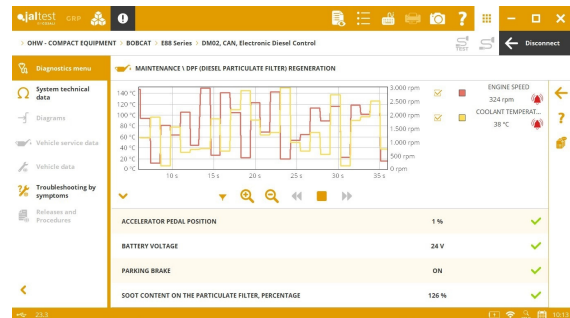 jaltest CRP
OHW - COMPACT EQUIPMENT > BOBCAT > E88 Series > DM02, CAN, Electronic Diesel Control
TEST
Disconnect
Diagnostics menu
MAINTENANCE \ DPF (DIESEL PARTICULATE FILTER) REGENERATION
System technical
data
Diagrams
Vehicle service data
Vehicle data
Troubleshooting by
symptoms
Releases and
Procedures
140 °C
120 °C
100 °C
80 °C
60 °C
40 °C
20 °C
0 °C
3.000 rpm
2.500 rpm
2.000 rpm
1.500 rpm
1.000 rpm
500 rpm
0 rpm
10 s 15 s 20 s 25 s 30 s 35 s
ENGINE SPEED
324 rpm
COOLANT TEMPERAT...
38 °C
ACCELERATOR PEDAL POSITION 1 %
BATTERY VOLTAGE 24 V
PARKING BRAKE ON
SOOT CONTENT ON THE PARTICULATE FILTER, PERCENTAGE 126 %
23.3
10:13